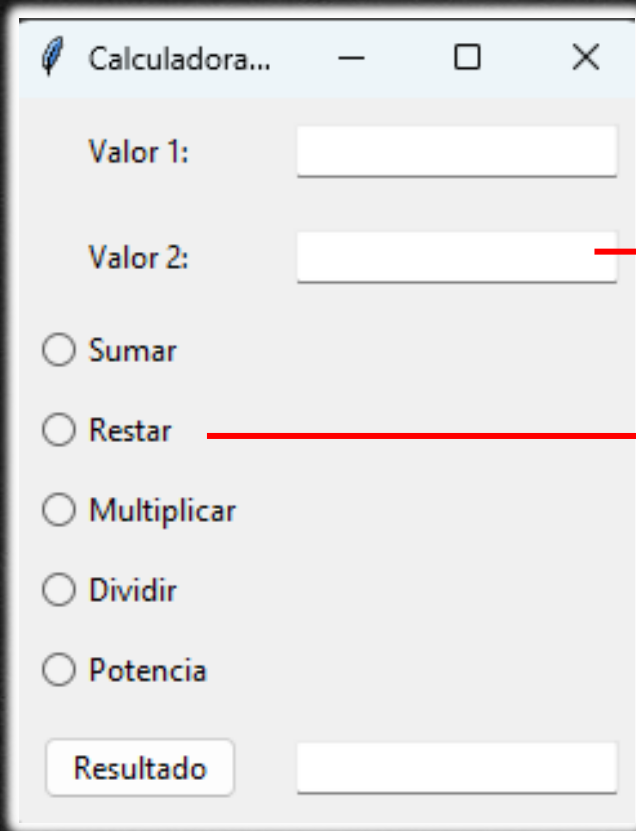 Calculadora...
Valor 1:
Valor 2:
Sumar
Restar
Multiplicar
Dividir
Potencia
Resultado